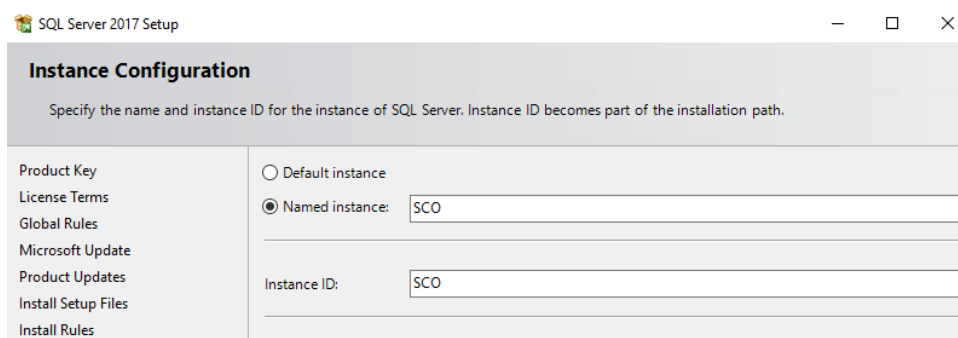 SQL Server 2017 Setup
Instance Configuration
Specify the name and instance ID for the instance of SQL Server. Instance ID becomes part of the installation path.
Product Key
License Terms
Global Rules
Microsoft Update
Product Updates
Install Setup Files
Install Rules
Default instance
Named instance: SCO
Instance ID: SCO